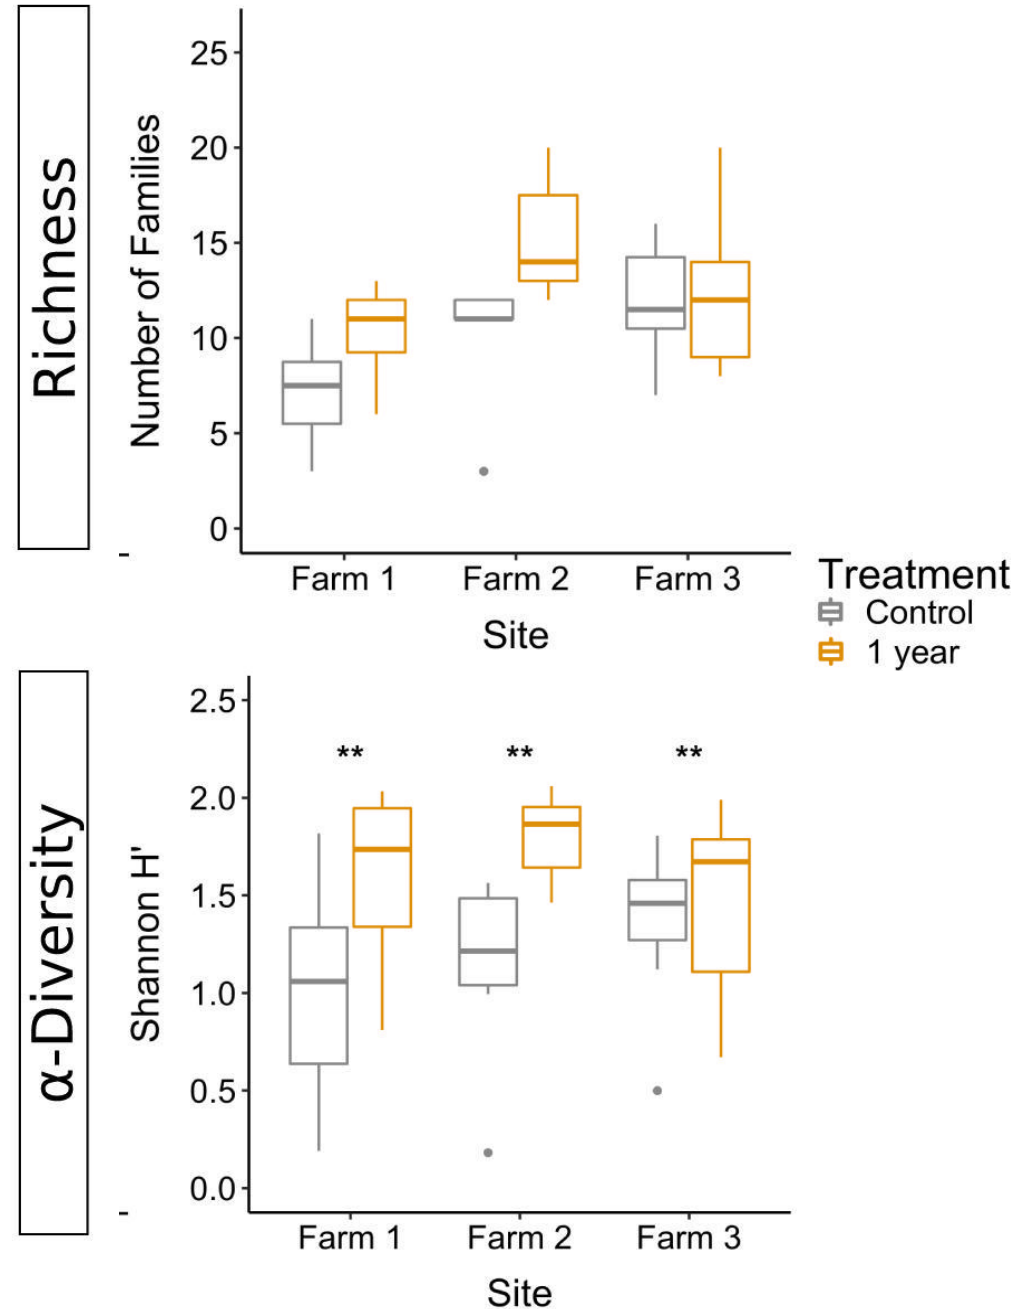 Richness
Number of Families
25
20
15
10
5
0
Farm 1
Farm 2
Farm 3
Site
Treatment
Control
1 year
α-Diversity
Shannon H'
2.5
2.0
1.5
1.0
0.5
0.0
**
**
**
Farm 1
Farm 2
Farm 3
Site